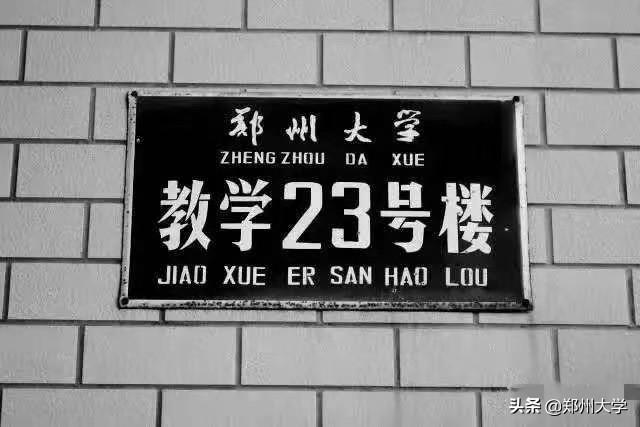 郑州大学
ZHENG ZHOU DA XUE
教学23号楼
JIAO XUE ER SAN HAO LOU
头条 @郑州大学